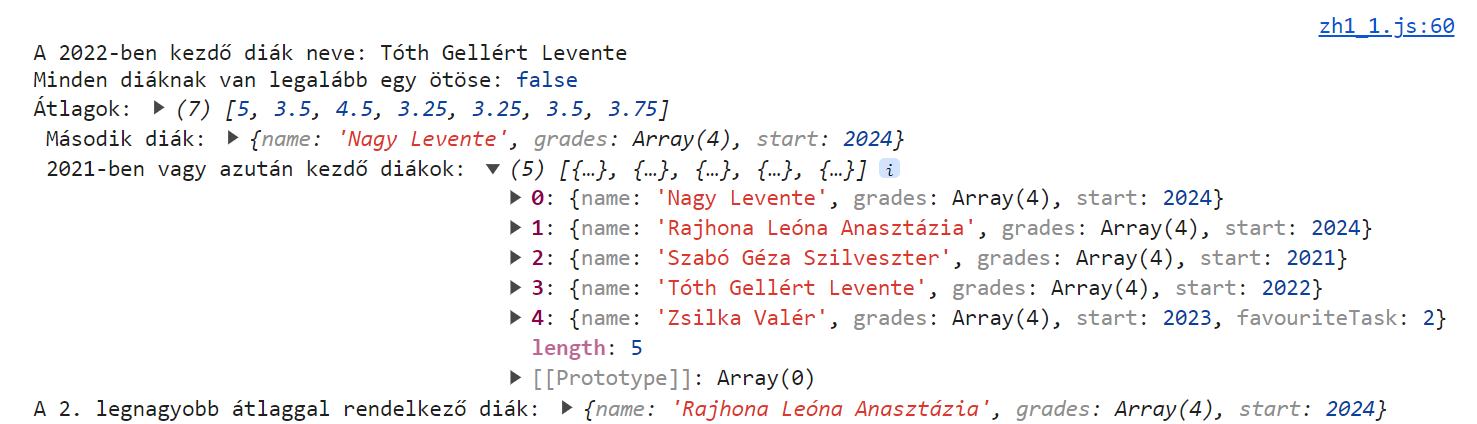 zh1_1.js:60
A 2022-ben kezdő diák neve: Tóth Gellért Levente
Minden diáknak van legalább egy ötöse: false
Átlagok: ▶ (7) [5, 3.5, 4.5, 3.25, 3.25, 3.5, 3.75]
Második diák: ▶ {name: 'Nagy Levente', grades: Array(4), start: 2024}
2021-ben vagy azután kezdő diákok: ▼ (5) [{…}, {…}, {…}, {…}, {…}] i
▶ 0: {name: 'Nagy Levente', grades: Array(4), start: 2024}
▶ 1: {name: 'Rajhona Leóna Anasztázia', grades: Array(4), start: 2024}
▶ 2: {name: 'Szabó Géza Szilveszter', grades: Array(4), start: 2021}
▶ 3: {name: 'Tóth Gellért Levente', grades: Array(4), start: 2022}
▶ 4: {name: 'Zsilka Valér', grades: Array(4), start: 2023, favouriteTask: 2}
length: 5
▶ [[Prototype]]: Array(0)
A 2. legnagyobb átlaggal rendelkező diák: ▶ {name: 'Rajhona Leóna Anasztázia', grades: Array(4), start: 2024}